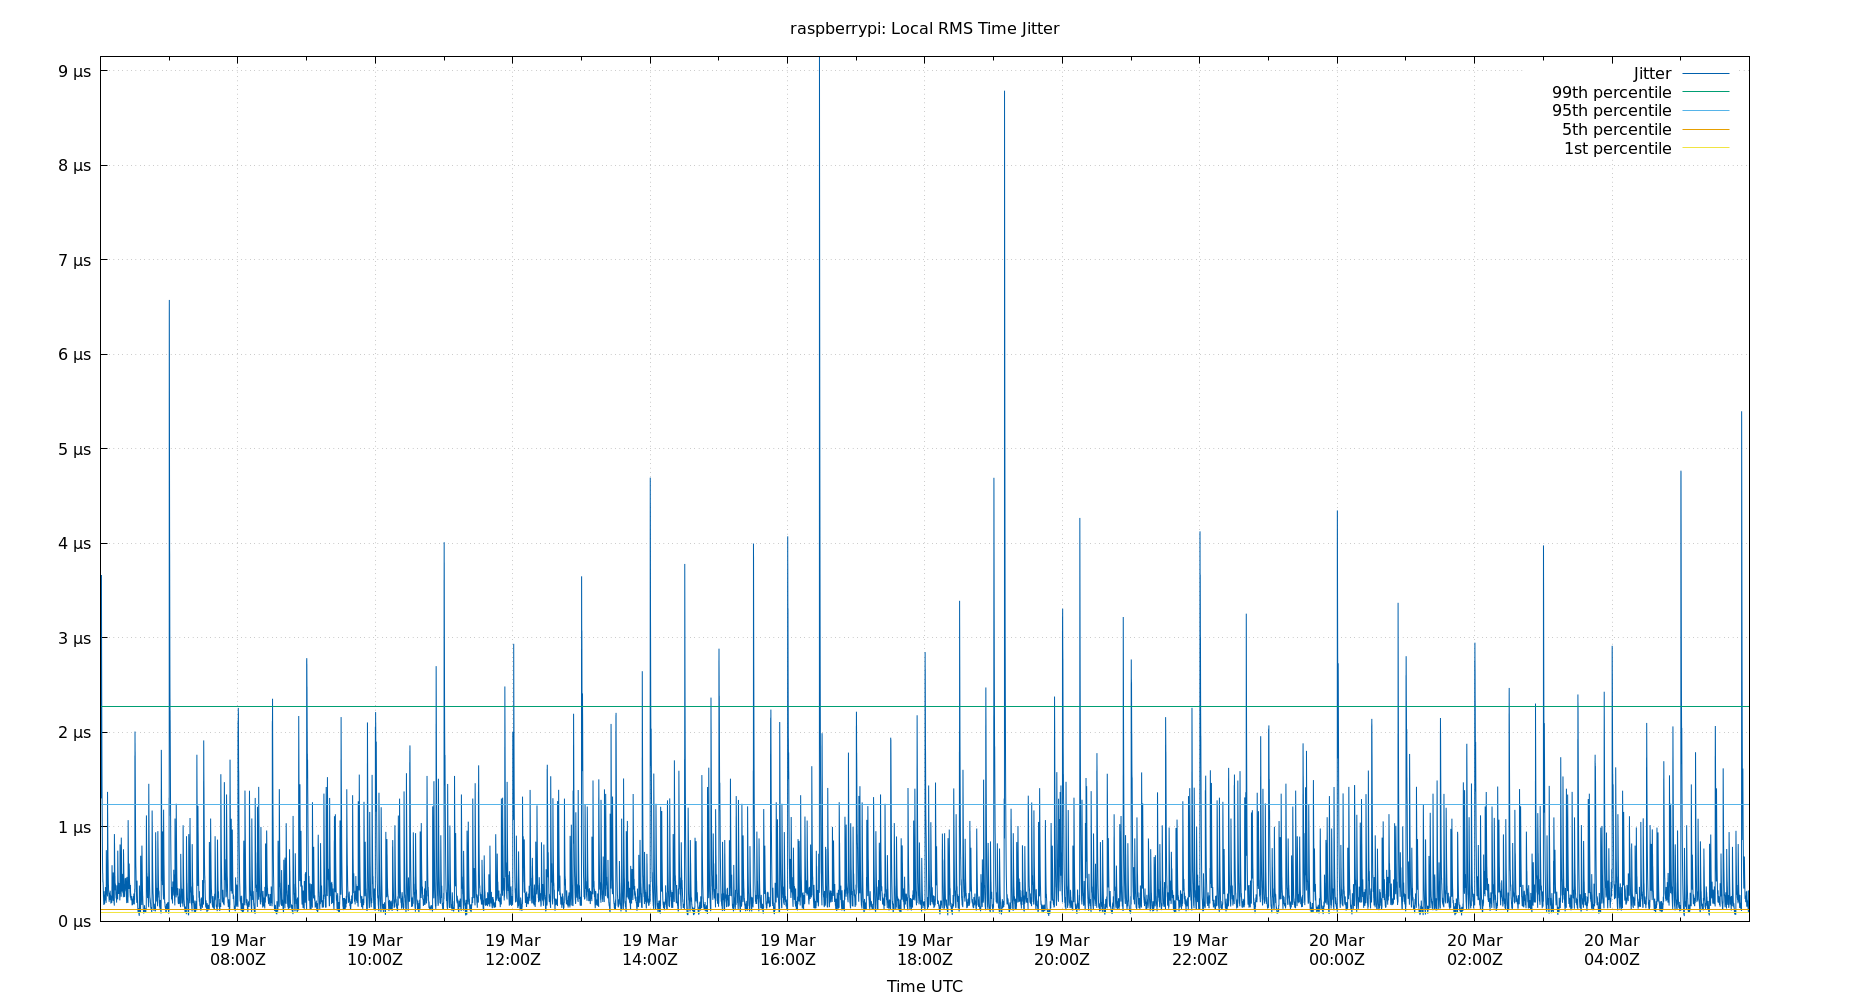 raspberrypi: Local RMS Time Jitter
9 µs
8 µs
7 µs
6 µs
5 µs
4 µs
3 µs
2 µs
1 µs
0 µs
Jitter
99th percentile
95th percentile
5th percentile
1st percentile
19 Mar 19 Mar 19 Mar 19 Mar 19 Mar 19 Mar 19 Mar 19 Mar 20 Mar 20 Mar 20 Mar
08:00Z 10:00Z 12:00Z 14:00Z 16:00Z 18:00Z 20:00Z 22:00Z 00:00Z 02:00Z 04:00Z
Time UTC